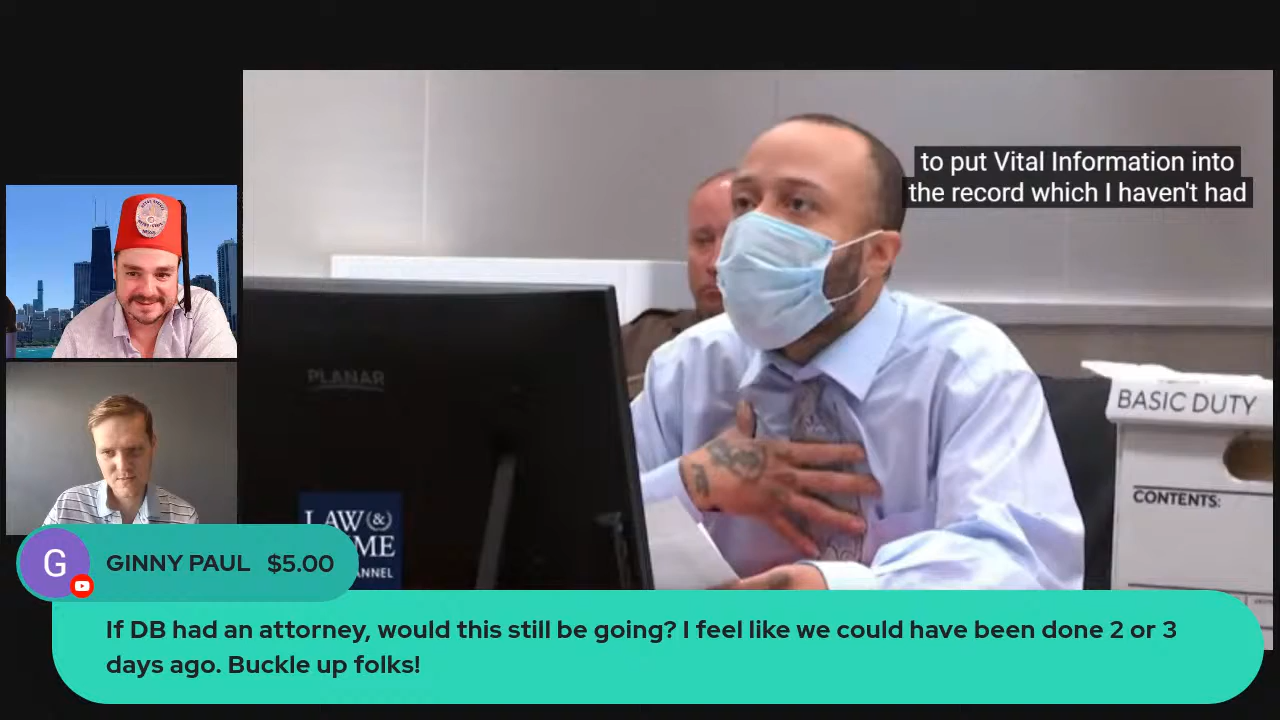 to put Vital Information into
the record which I haven't had
PLANAR
BASIC DUTY
CONTENTS:
LAW &
ME
ANNEL
G
GINNY PAUL $5.00
If DB had an attorney, would this still be going? I feel like we could have been done 2 or 3
days ago. Buckle up folks!